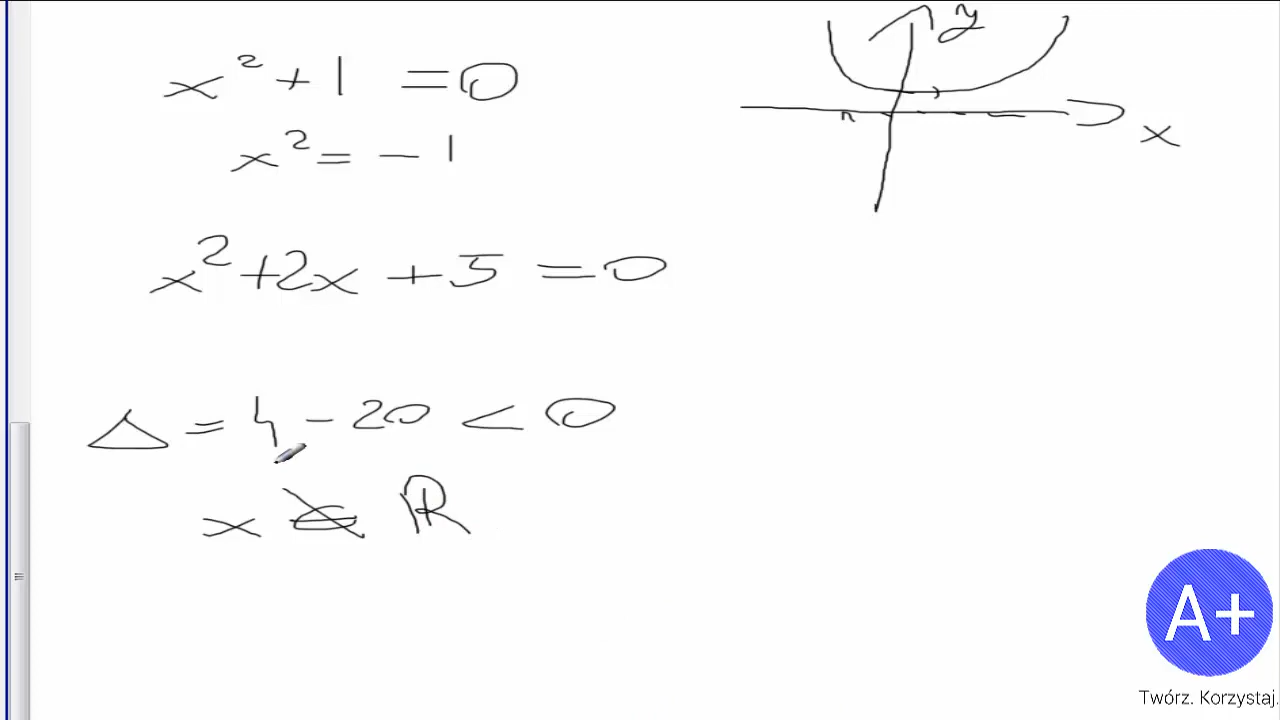 x² + 1 = 0
x² = - 1
x² + 2x + 5 = 0
Δ = 4 - 20 < 0
x ∉ ℝ
y
x
A+
Twórz. Korzystaj.